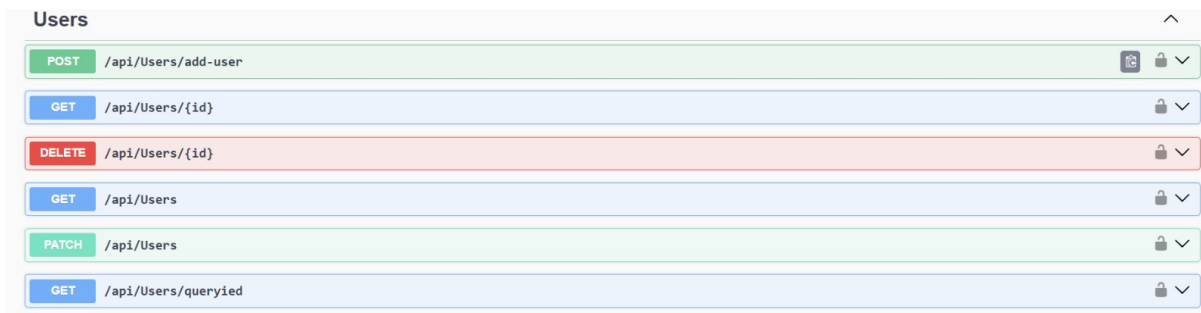 Users
POST /api/Users/add-user
GET /api/Users/{id}
DELETE /api/Users/{id}
GET /api/Users
PATCH /api/Users
GET /api/Users/queryied